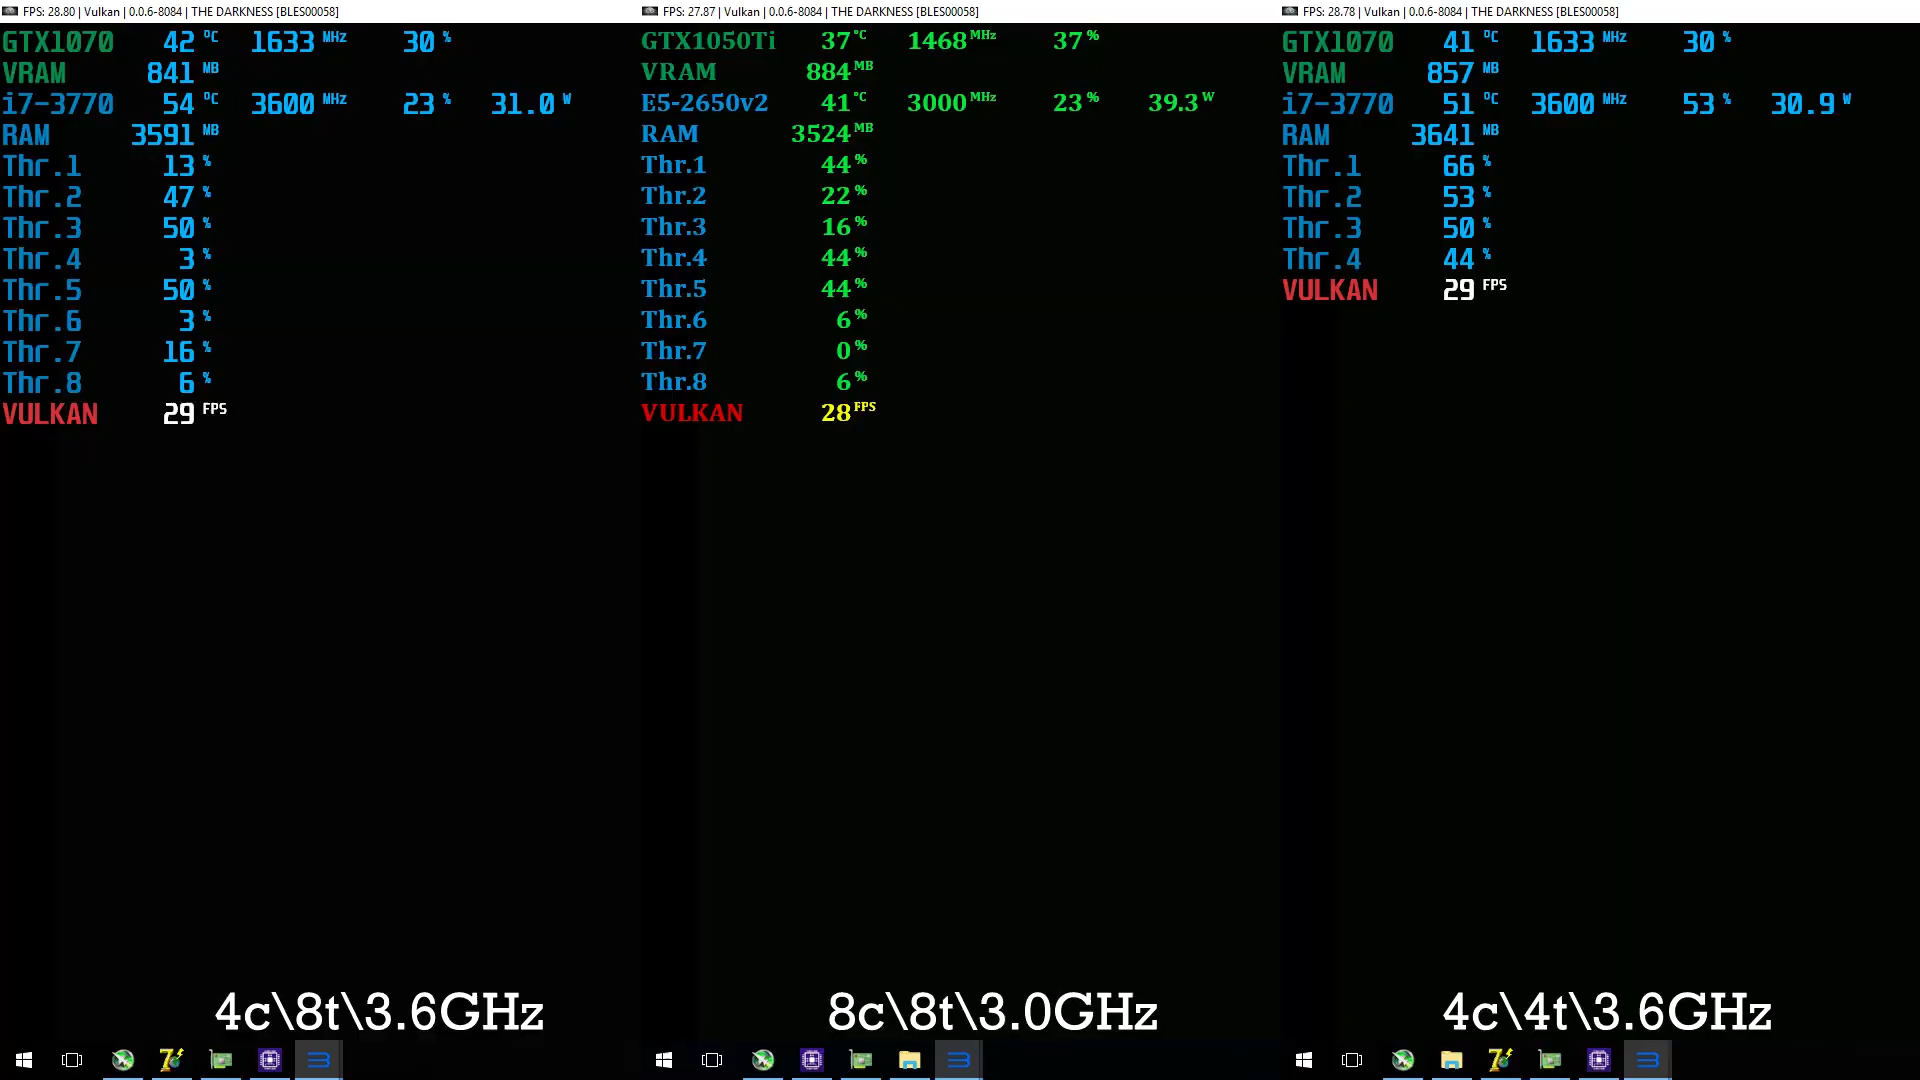 FPS: 28.80 | Vulkan | 0.0.6-8084 | THE DARKNESS [BLES00058]
GTX1070 42 °C 1633 MHz 30 %
VRAM 841 MB
i7-3770 54 °C 3600 MHz 23 % 31.0 W
RAM 3591 MB
Thr.1 13 %
Thr.2 47 %
Thr.3 50 %
Thr.4 3 %
Thr.5 50 %
Thr.6 3 %
Thr.7 16 %
Thr.8 6 %
VULKAN 29 FPS
4c\8t\3.6GHz
FPS: 27.87 | Vulkan | 0.0.6-8084 | THE DARKNESS [BLES00058]
GTX1050Ti 37 °C 1468 MHz 37 %
VRAM 884 MB
E5-2650v2 41 °C 3000 MHz 23 % 39.3 W
RAM 3524 MB
Thr.1 44 %
Thr.2 22 %
Thr.3 16 %
Thr.4 44 %
Thr.5 44 %
Thr.6 6 %
Thr.7 0 %
Thr.8 6 %
VULKAN 28 FPS
8c\8t\3.0GHz
FPS: 28.78 | Vulkan | 0.0.6-8084 | THE DARKNESS [BLES00058]
GTX1070 41 °C 1633 MHz 30 %
VRAM 857 MB
i7-3770 51 °C 3600 MHz 53 % 30.9 W
RAM 3641 MB
Thr.1 66 %
Thr.2 53 %
Thr.3 50 %
Thr.4 44 %
VULKAN 29 FPS
4c\4t\3.6GHz